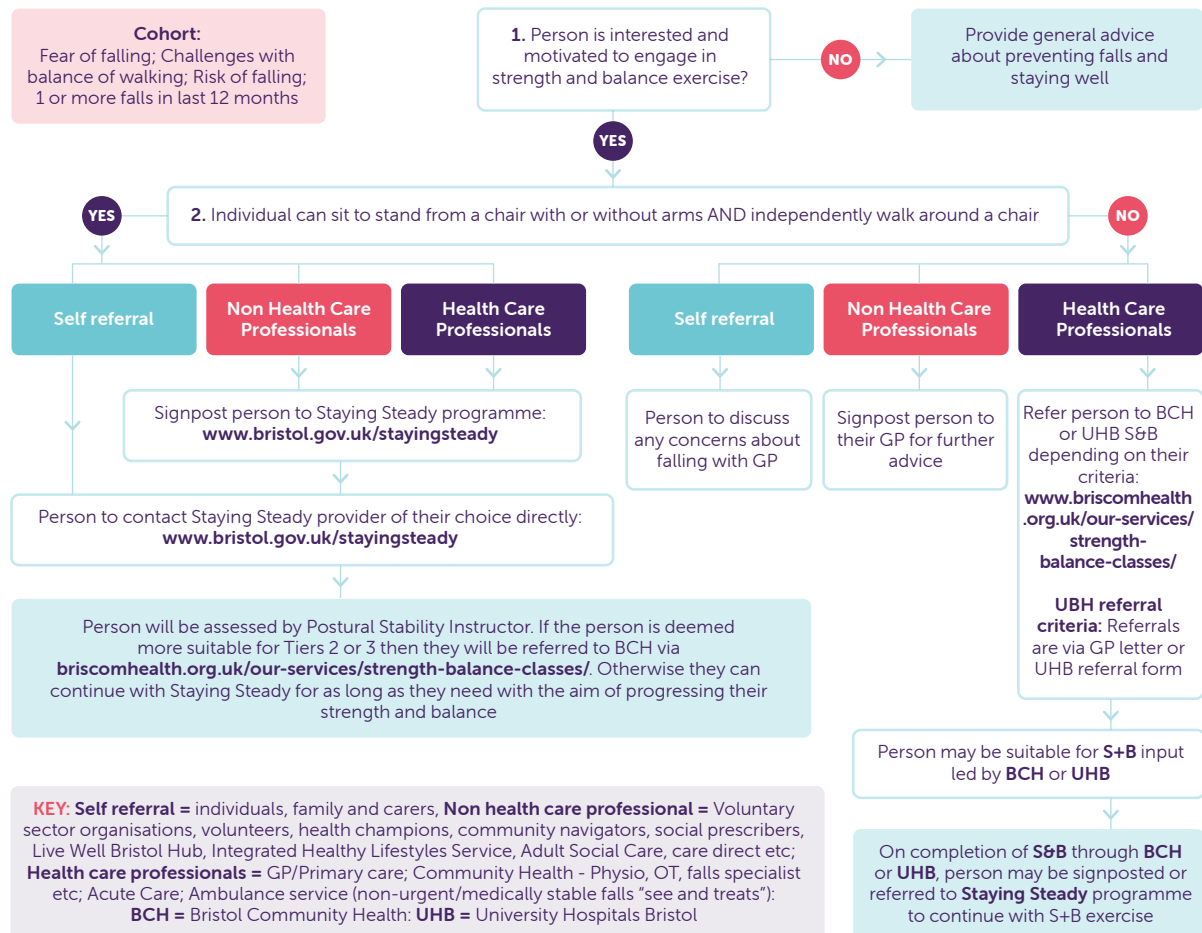 Cohort:
Fear of falling; Challenges with
balance of walking; Risk of falling;
1 or more falls in last 12 months
1. Person is interested and
motivated to engage in
strength and balance exercise?
NO
Provide general advice
about preventing falls and
staying well
YES
YES
2. Individual can sit to stand from a chair with or without arms AND independently walk around a chair
NO
Self referral
Non Health Care
Professionals
Health Care
Professionals
Self referral
Non Health Care
Professionals
Health Care
Professionals
Signpost person to Staying Steady programme:
www.bristol.gov.uk/stayingsteady
Person to contact Staying Steady provider of their choice directly:
www.bristol.gov.uk/stayingsteady
Person will be assessed by Postural Stability Instructor. If the person is deemed
more suitable for Tiers 2 or 3 then they will be referred to BCH via
briscomhealth.org.uk/our-services/strength-balance-classes/. Otherwise they can
continue with Staying Steady for as long as they need with the aim of progressing their
strength and balance
Person to discuss
any concerns about
falling with GP
Signpost person to
their GP for further
advice
Refer person to BCH
or UHB S&B
depending on their
criteria:
www.briscomhealth
.org.uk/our-services/
strength-
balance-classes/
UBH referral
criteria: Referrals
are via GP letter or
UHB referral form
Person may be suitable for S+B input
led by BCH or UHB
On completion of S&B through BCH
or UHB, person may be signposted or
referred to Staying Steady programme
to continue with S+B exercise
KEY: Self referral = individuals, family and carers, Non health care professional = Voluntary
sector organisations, volunteers, health champions, community navigators, social prescribers,
Live Well Bristol Hub, Integrated Healthy Lifestyles Service, Adult Social Care, care direct etc;
Health care professionals = GP/Primary care; Community Health - Physio, OT, falls specialist
etc; Acute Care; Ambulance service (non-urgent/medically stable falls “see and treats”):
BCH = Bristol Community Health: UHB = University Hospitals Bristol